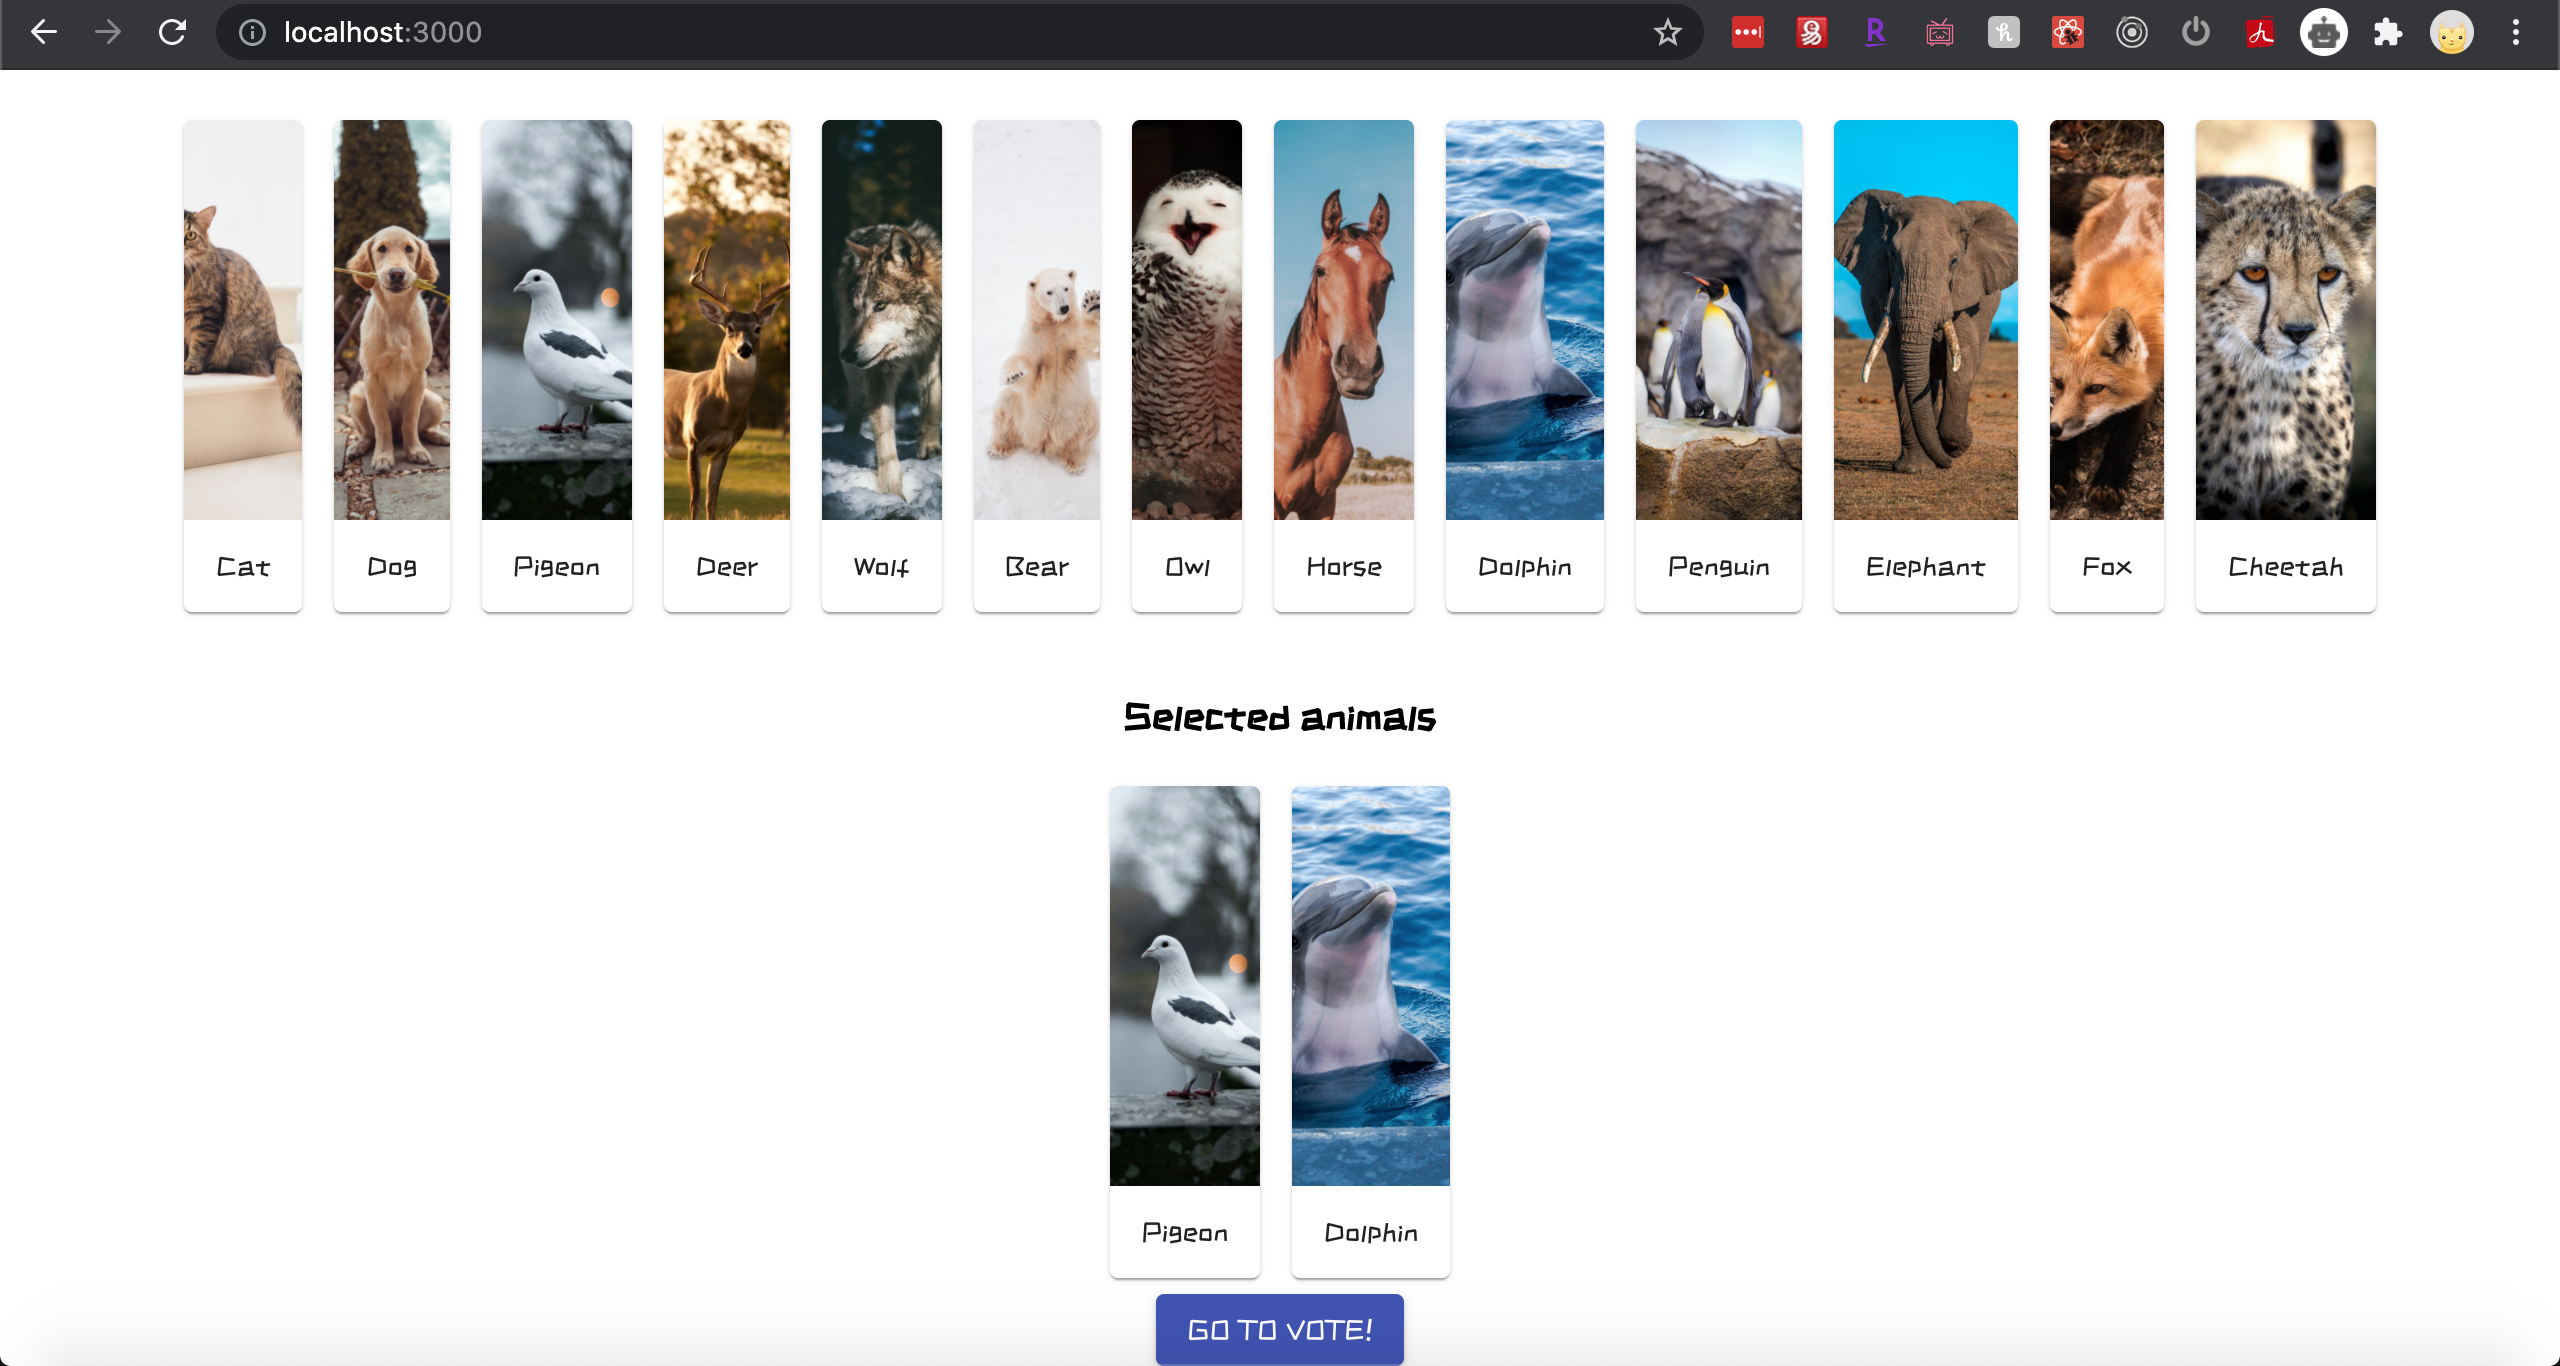 localhost:3000
Cat Dog Pigeon Deer Wolf Bear Owl Horse Dolphin Penguin Elephant Fox Cheetah
Selected animals
Pigeon Dolphin
GO TO VOTE!